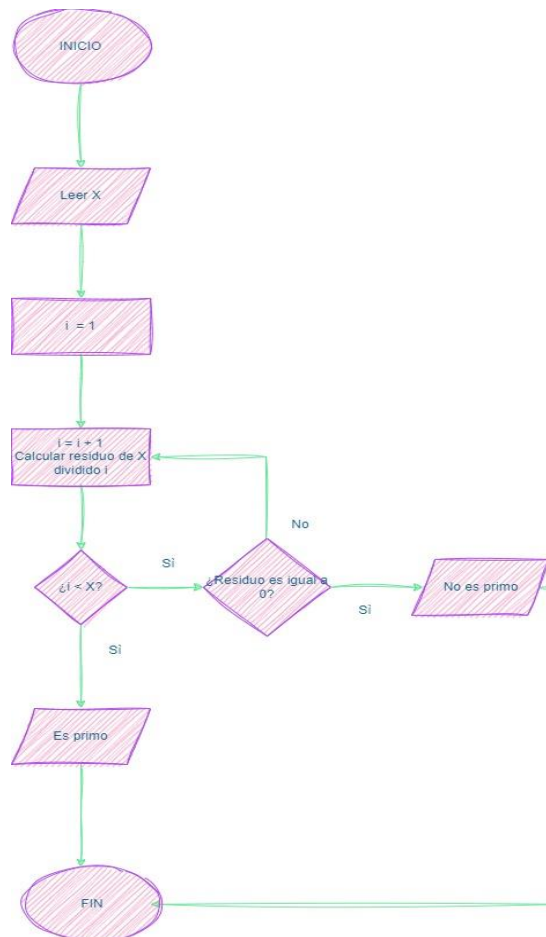 INICIO
Leer X
i = 1
i = i + 1
Calcular residuo de X
dividido i
No
¿i < X?
Sí
¿Residuo es igual a
0?
Sí
No es primo
Sí
Es primo
FIN